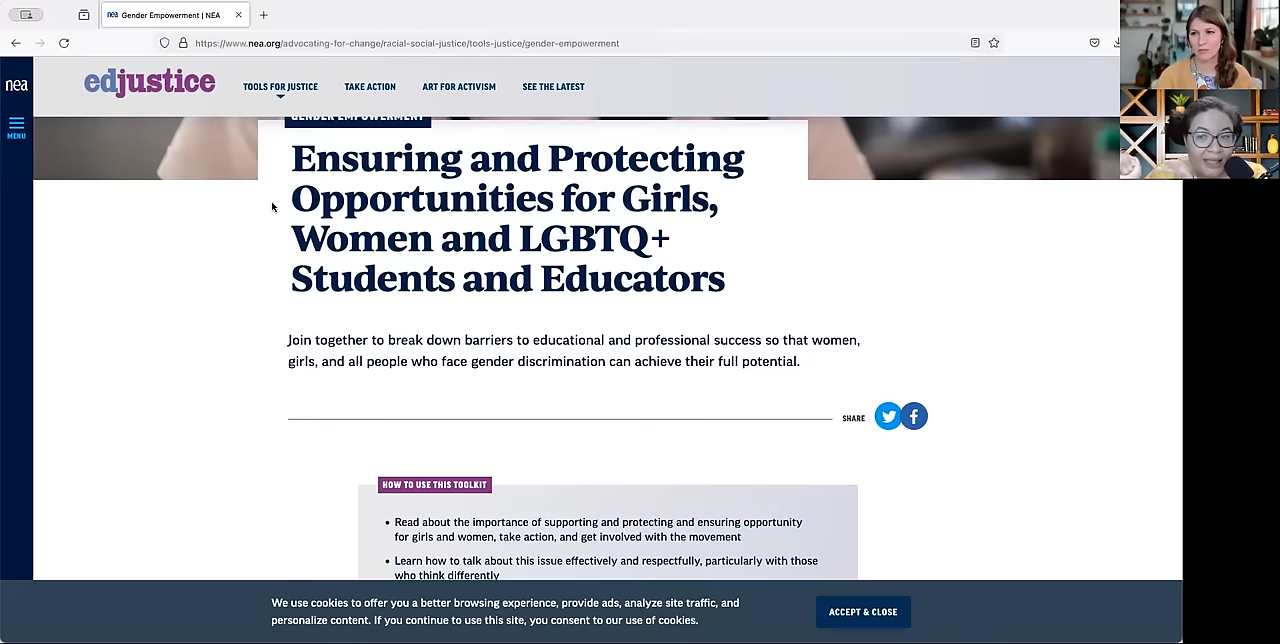 nea Gender Empowerment | NEA
https://www.nea.org/advocating-for-change/racial-social-justice/tools-justice/gender-empowerment
nea
MENU
edjustice
TOOLS FOR JUSTICE
TAKE ACTION
ART FOR ACTIVISM
SEE THE LATEST
GENDER EMPOWERMENT
Ensuring and Protecting
Opportunities for Girls,
Women and LGBTQ+
Students and Educators
Join together to break down barriers to educational and professional success so that women,
girls, and all people who face gender discrimination can achieve their full potential.
SHARE
HOW TO USE THIS TOOLKIT
• Read about the importance of supporting and protecting and ensuring opportunity
for girls and women, take action, and get involved with the movement
• Learn how to talk about this issue effectively and respectfully, particularly with those
who think differently
We use cookies to offer you a better browsing experience, provide ads, analyze site traffic, and
personalize content. If you continue to use this site, you consent to our use of cookies.
ACCEPT & CLOSE